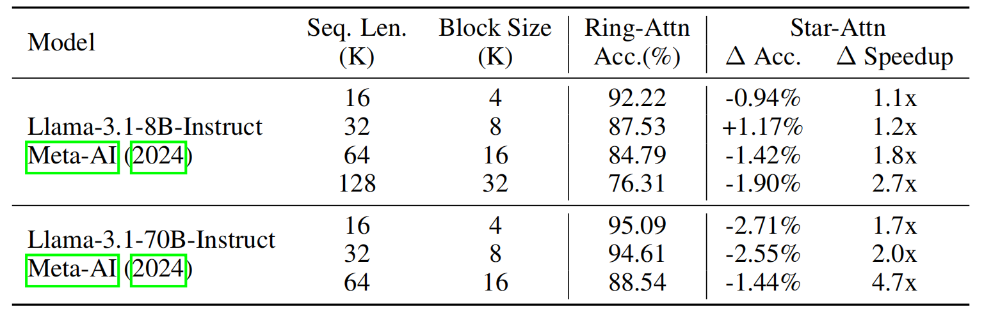 Model Seq. Len. (K) Block Size (K) Ring-Attn Acc.(%) Star-Attn
Δ Acc. Δ Speedup
Llama-3.1-8B-Instruct Meta-AI (2024)
16 4 92.22 -0.94% 1.1x
32 8 87.53 +1.17% 1.2x
64 16 84.79 -1.42% 1.8x
128 32 76.31 -1.90% 2.7x
Llama-3.1-70B-Instruct Meta-AI (2024)
16 4 95.09 -2.71% 1.7x
32 8 94.61 -2.55% 2.0x
64 16 88.54 -1.44% 4.7x